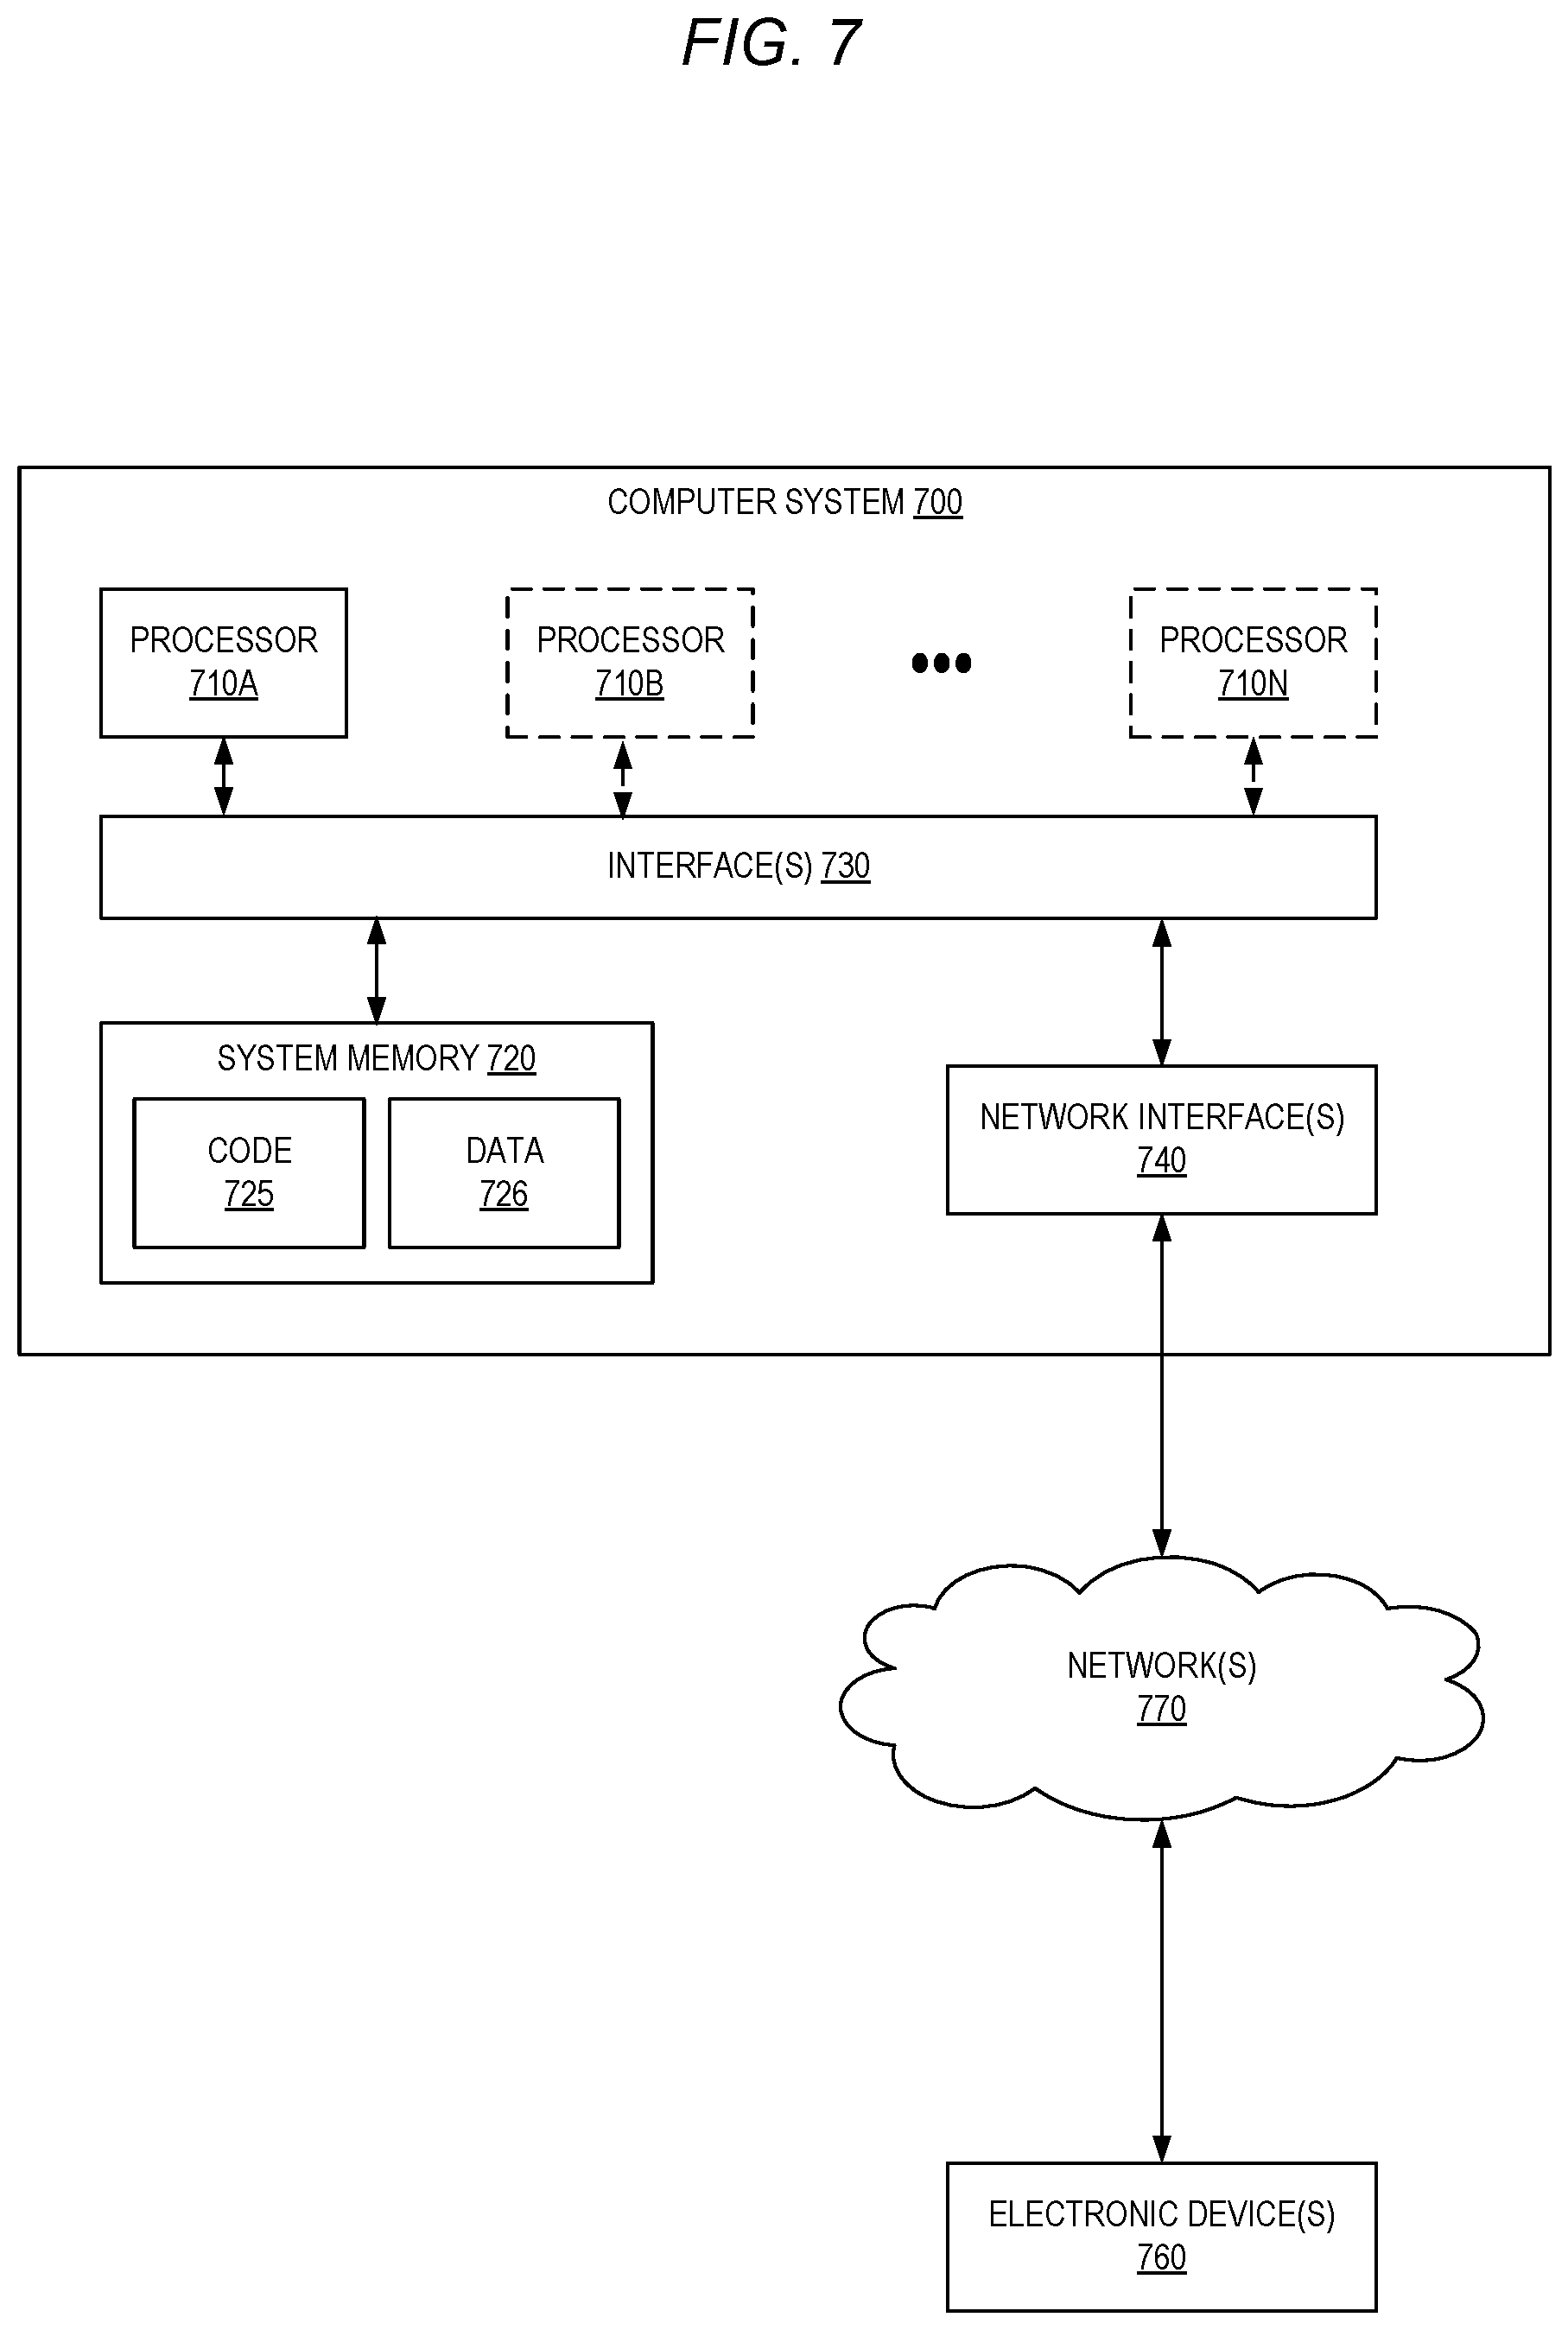 FIG. 7
COMPUTER SYSTEM 700
PROCESSOR
710A
PROCESSOR
710B
PROCESSOR
710N
INTERFACE(S) 730
SYSTEM MEMORY 720
CODE
725
DATA
726
NETWORK INTERFACE(S)
740
NETWORK(S)
770
ELECTRONIC DEVICE(S)
760